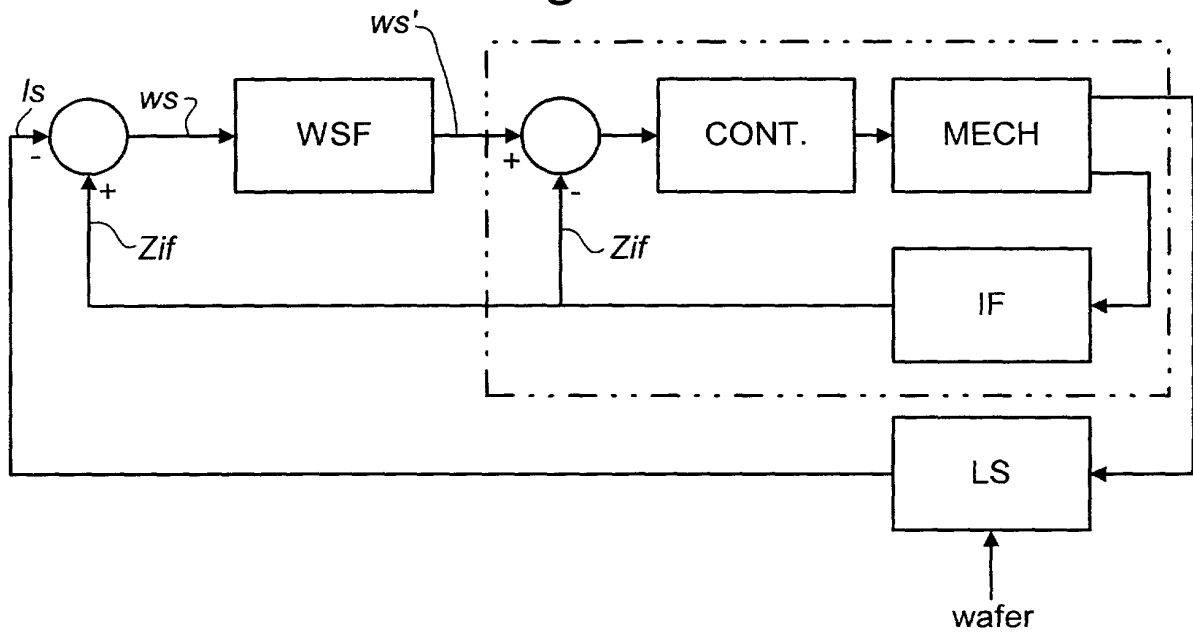 ws'
ls
ws
WSF
CONT.
MECH
-
+
+
-
Zif
Zif
IF
LS
wafer